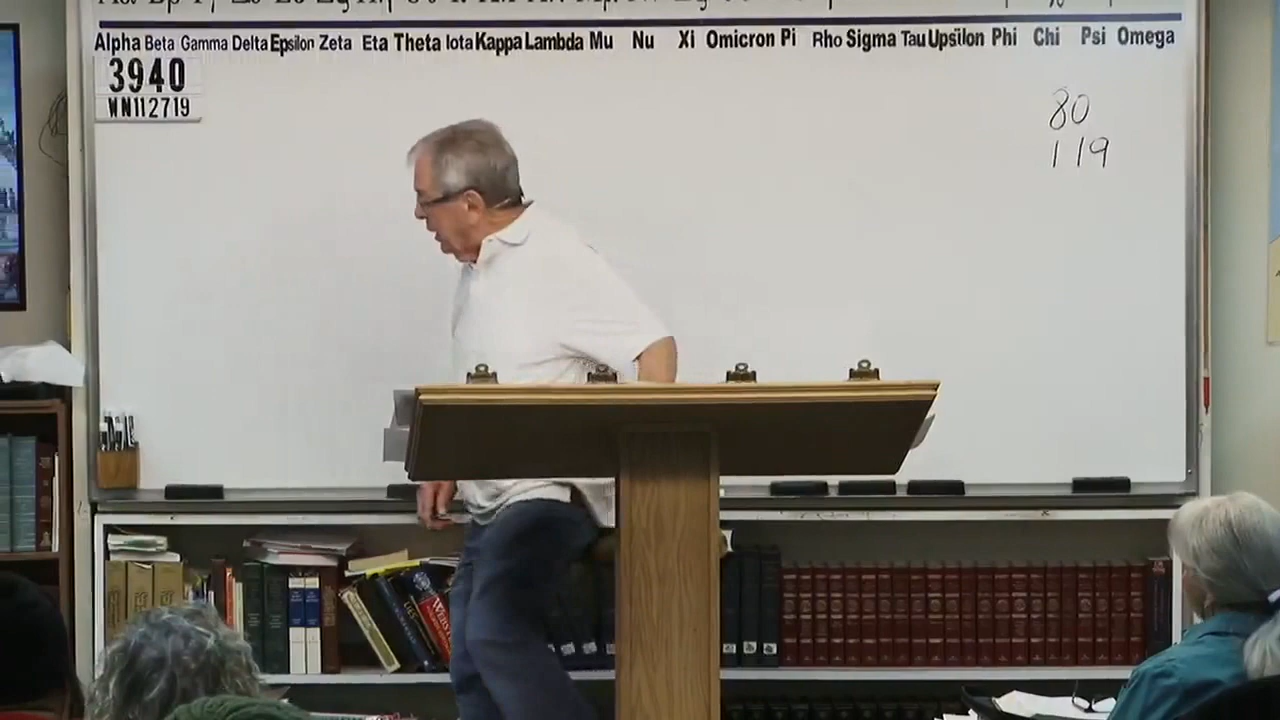 Alpha Beta Gamma Delta Epsilon Zeta Eta Theta Iota Kappa Lambda Mu Nu Xi Omicron Pi Rho Sigma Tau Upsilon Phi Chi Psi Omega
3940
WN112719
80
119
WEBSTER